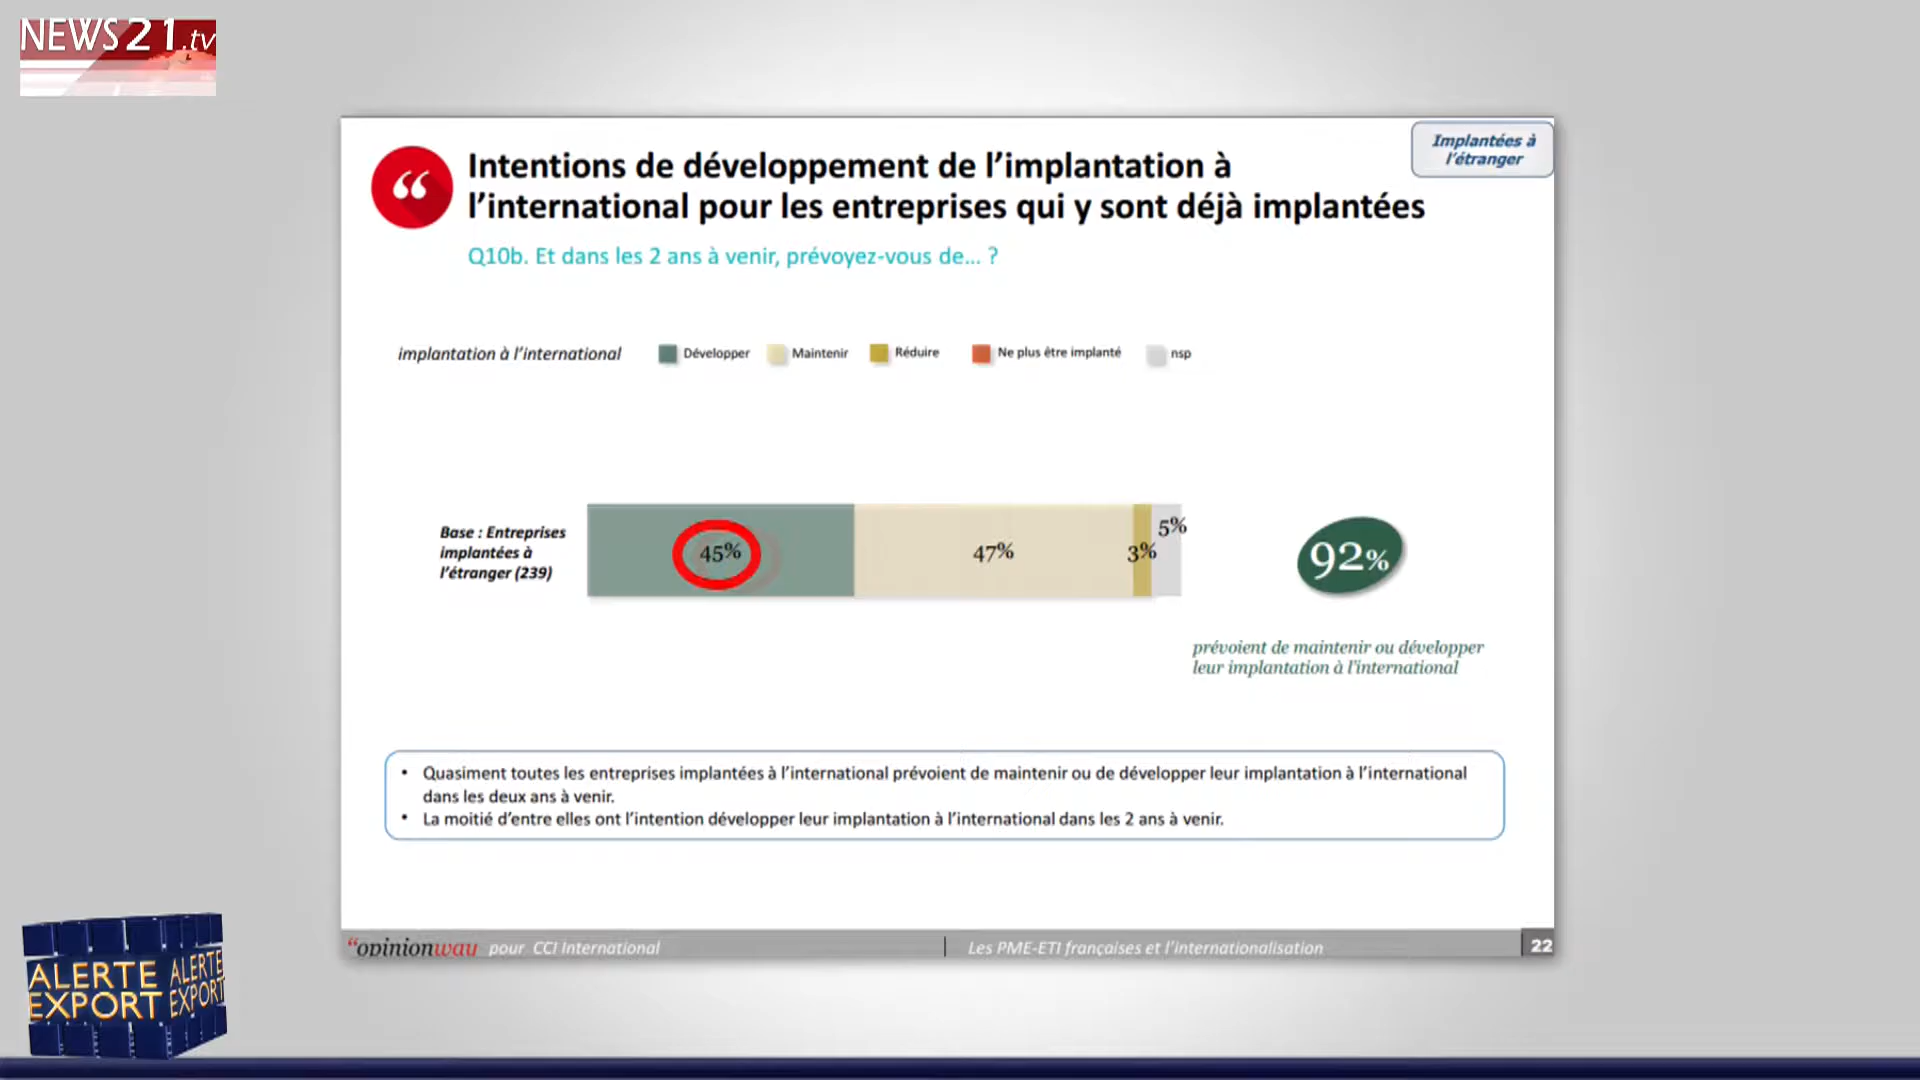 NEWS21.tv
Implantées à
l'étranger
Intentions de développement de l'implantation à
l'international pour les entreprises qui y sont déjà implantées
Q10b. Et dans les 2 ans à venir, prévoyez-vous de... ?
implantation à l'international
Développer
Maintenir
Réduire
Ne plus être implanté
nsp
Base : Entreprises
implantées à
l'étranger (239)
45%
47%
3%
5%
92%
prévoient de maintenir ou développer
leur implantation à l'international
• Quasiment toutes les entreprises implantées à l'international prévoient de maintenir ou de développer leur implantation à l'international
dans les deux ans à venir.
• La moitié d'entre elles ont l'intention développer leur implantation à l'international dans les 2 ans à venir.
“opinionway pour CCI International
Les PME-ETI françaises et l'internationalisation
22
ALERTE
EXPORT
ALERTE
EXPORT